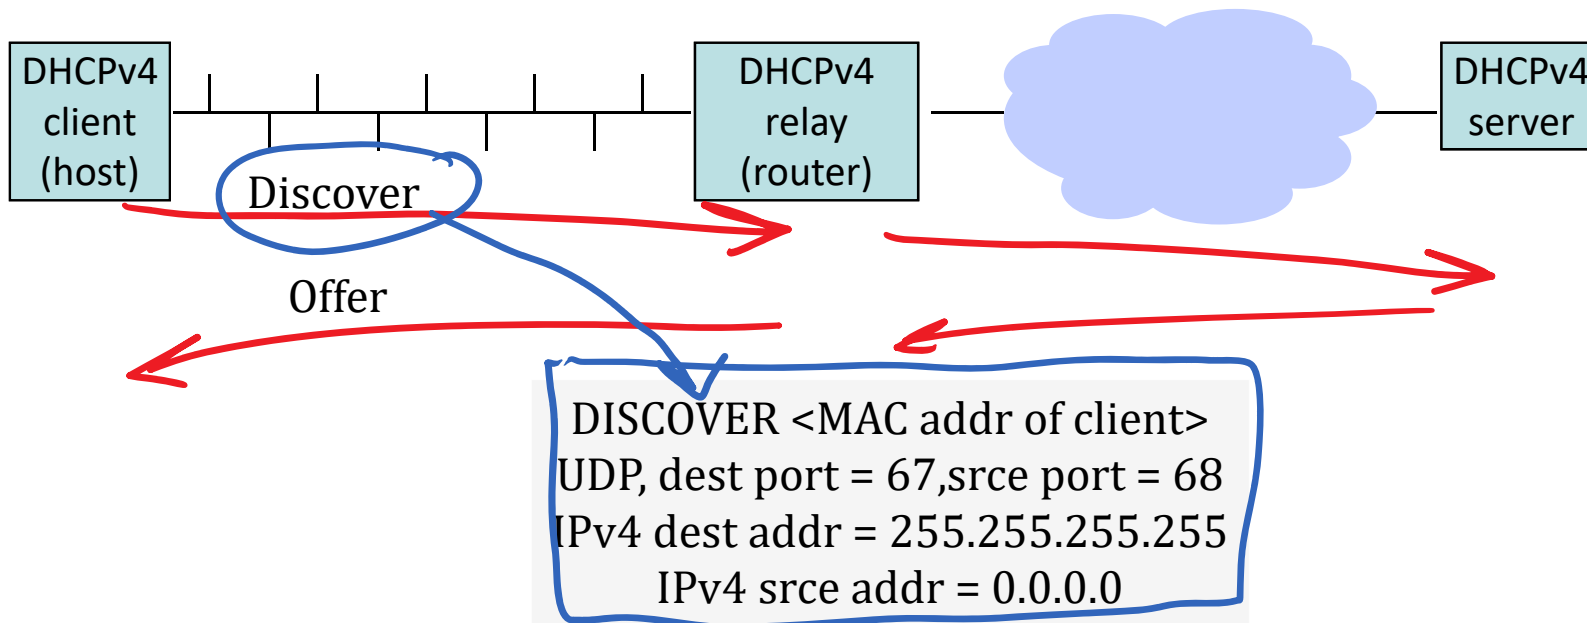 DHCPv4
client
(host)
DHCPv4
relay
(router)
DHCPv4
server
Discover
Offer
DISCOVER <MAC addr of client>
UDP, dest port = 67,srce port = 68
IPv4 dest addr = 255.255.255.255
IPv4 srce addr = 0.0.0.0